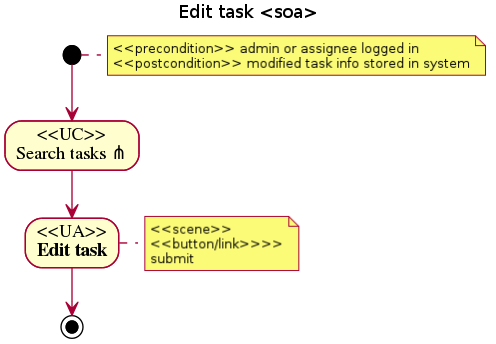 Edit task <soa>
<<precondition>> admin or assignee logged in
<<postcondition>> modified task info stored in system
<<UC>>
Search tasks ⋔
<<UA>>
Edit task
<<scene>>
<<button/link>>>>
submit